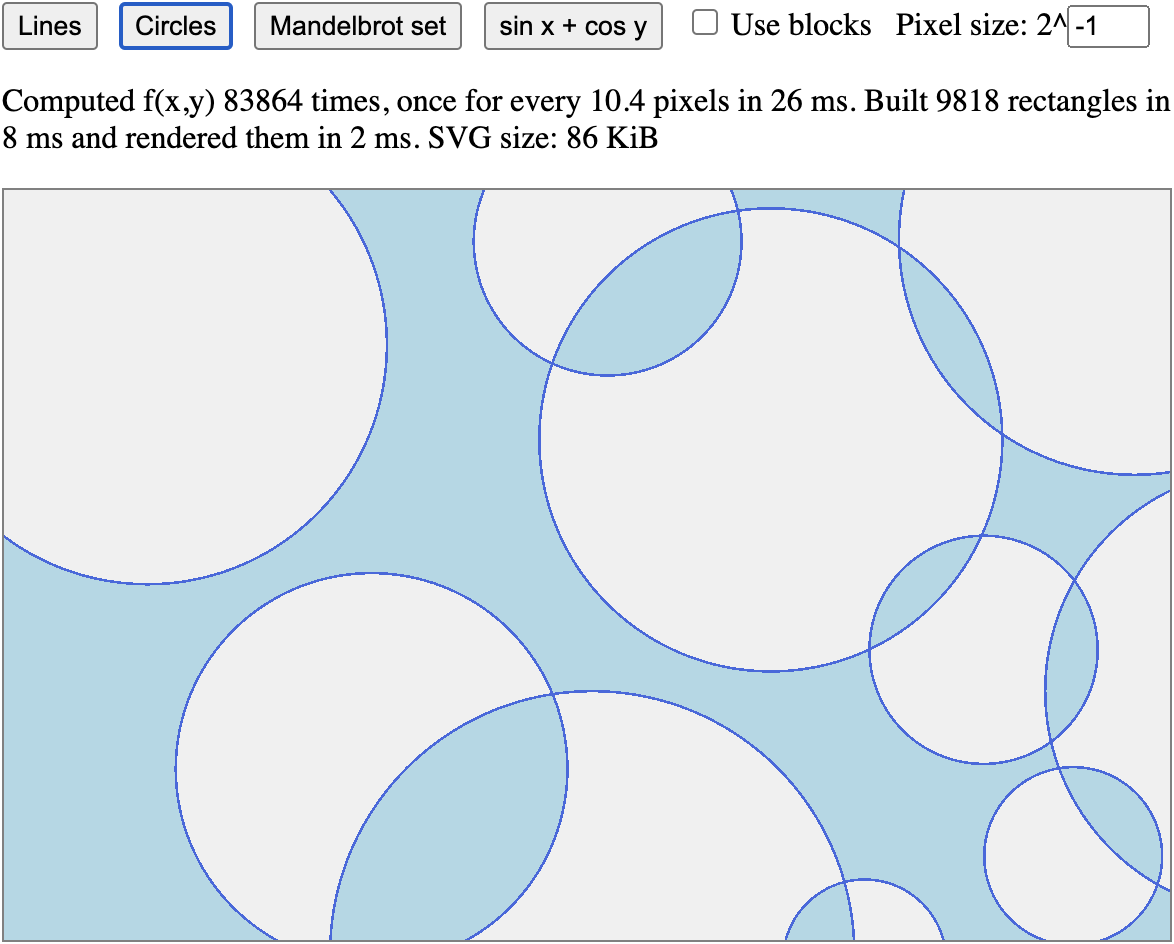 Lines Circles Mandelbrot set sin x + cos y Use blocks Pixel size: 2^ -1
Computed f(x,y) 83864 times, once for every 10.4 pixels in 26 ms. Built 9818 rectangles in
8 ms and rendered them in 2 ms. SVG size: 86 KiB